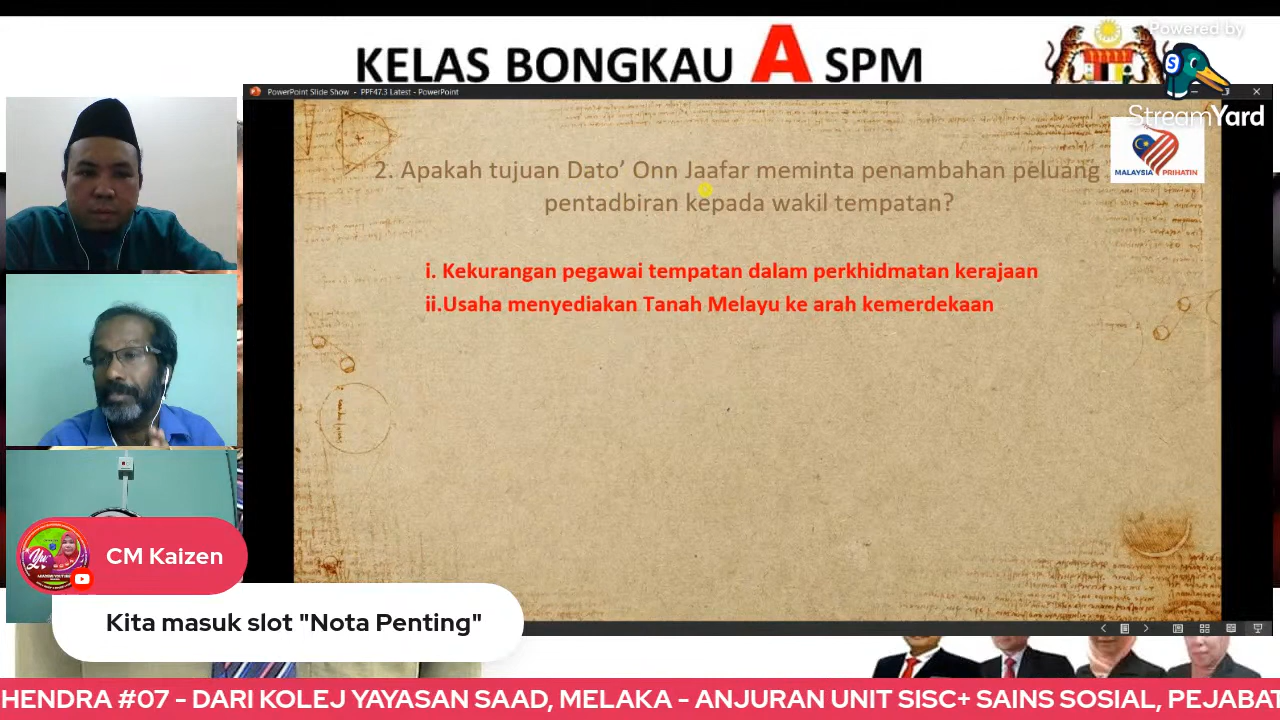 Powered by
KELAS BONGKAU A SPM
StreamYard
PowerPoint Slide Show - PPF47.3 Latest - PowerPoint
MALAYSIA PRIHATIN
2. Apakah tujuan Dato’ Onn Jaafar meminta penambahan peluang
pentadbiran kepada wakil tempatan?
i. Kekurangan pegawai tempatan dalam perkhidmatan kerajaan
ii.Usaha menyediakan Tanah Melayu ke arah kemerdekaan
CM Kaizen
Kita masuk slot "Nota Penting"
HENDRA #07 - DARI KOLEJ YAYASAN SAAD, MELAKA - ANJURAN UNIT SISC+ SAINS SOSIAL, PEJABAT